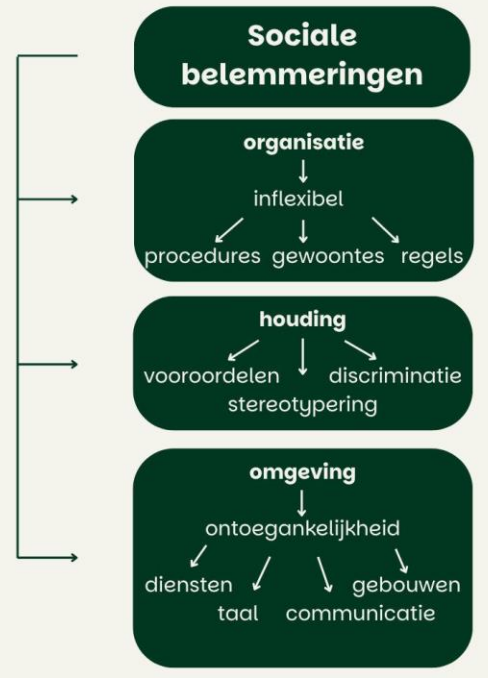 Sociale
belemmeringen
organisatie
inflexibel
procedures gewoontes regels
houding
vooroordelen discriminatie
stereotypering
omgeving
ontoegankelijkheid
diensten gebouwen
taal communicatie